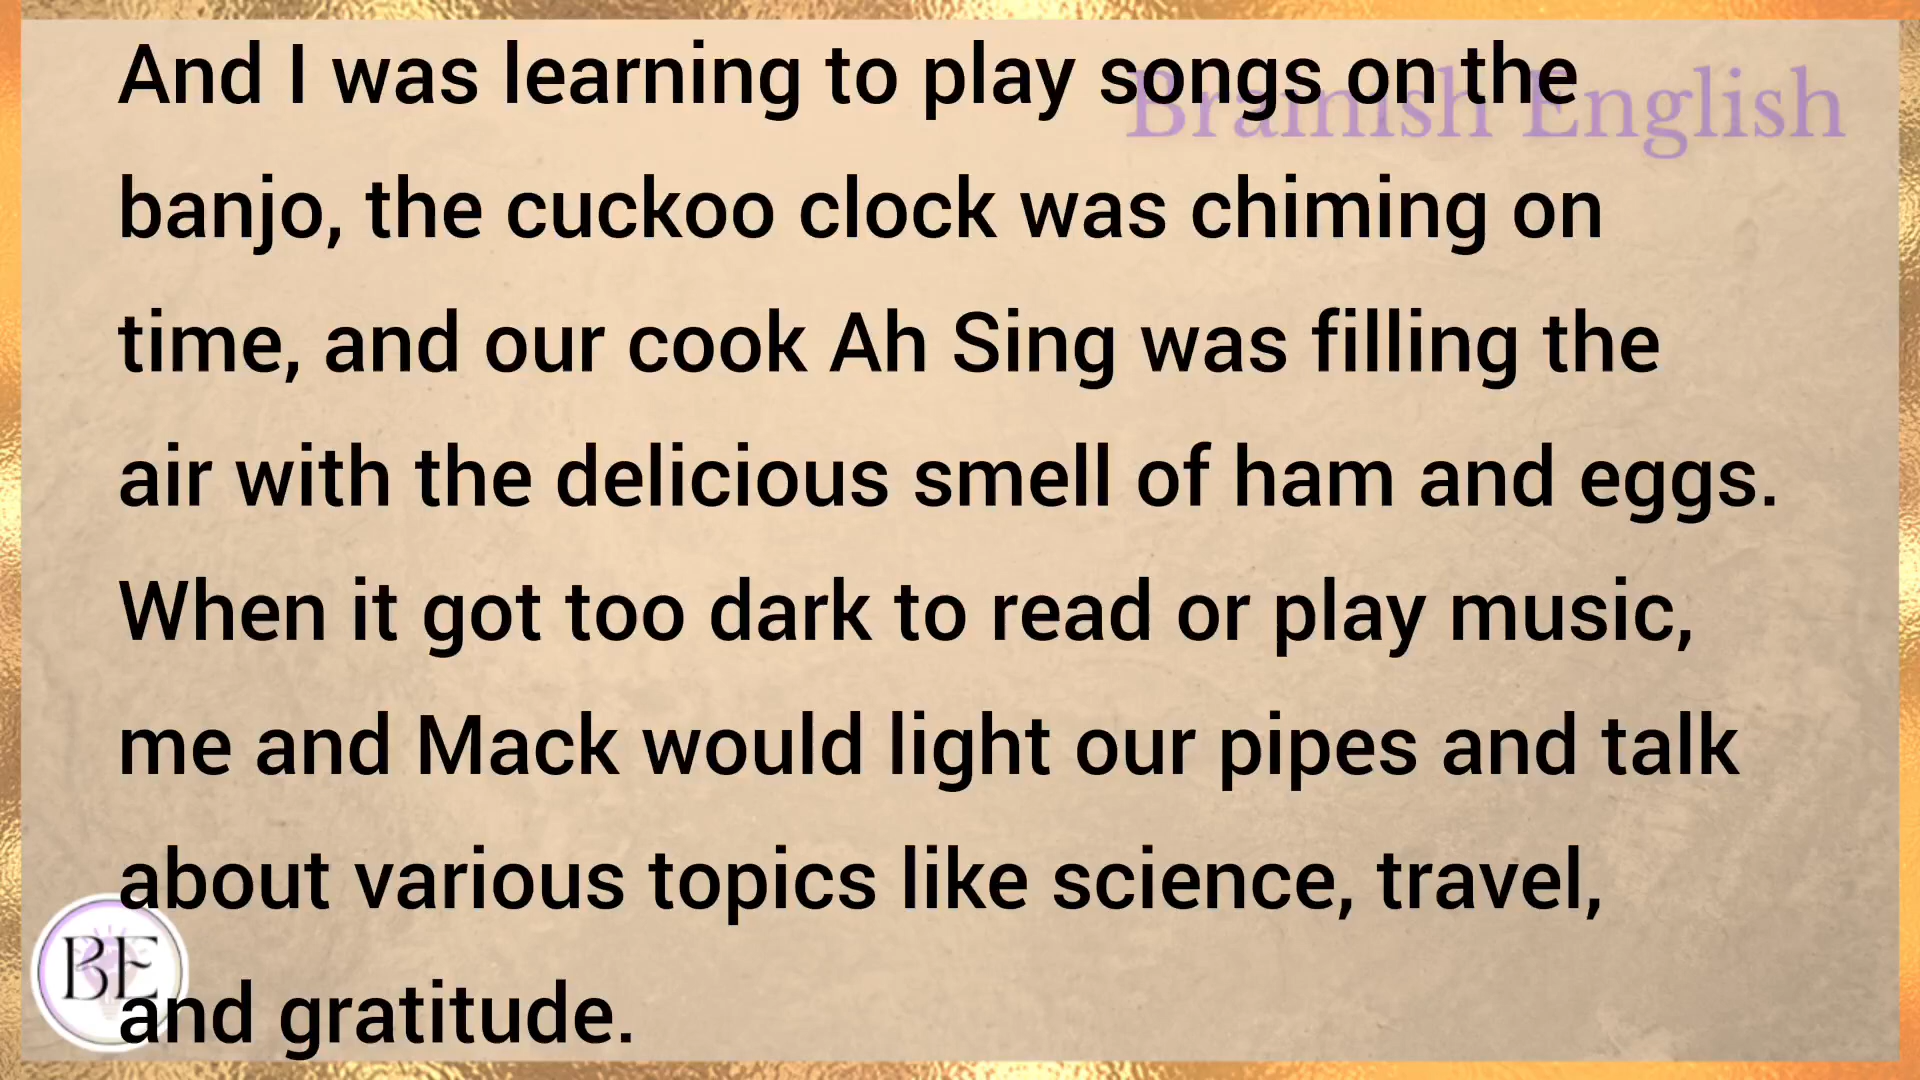 And I was learning to play songs on the
Brainish English
banjo, the cuckoo clock was chiming on
time, and our cook Ah Sing was filling the
air with the delicious smell of ham and eggs.
When it got too dark to read or play music,
me and Mack would light our pipes and talk
about various topics like science, travel,
BE
and gratitude.